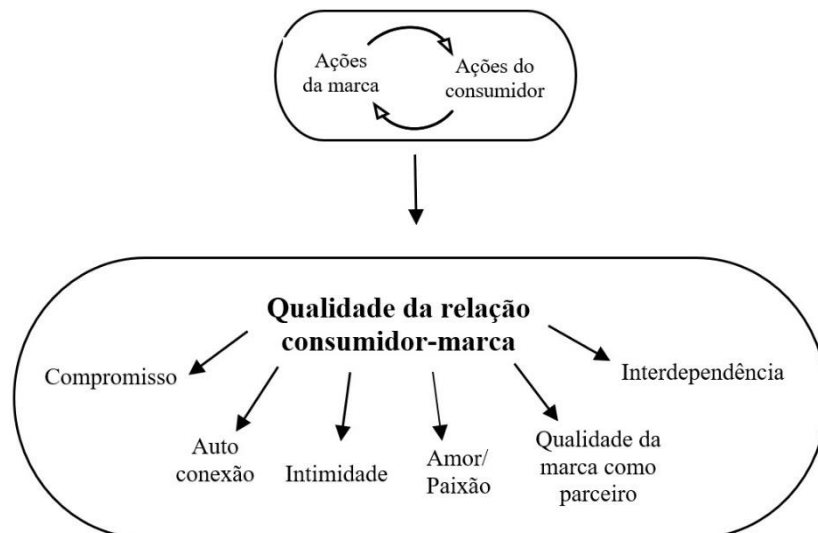 Ações
da marca
Ações do
consumidor
Qualidade da relação
consumidor-marca
Compromisso
Auto
conexão
Intimidade
Amor/
Paixão
Qualidade da
marca como
parceiro
Interdependência